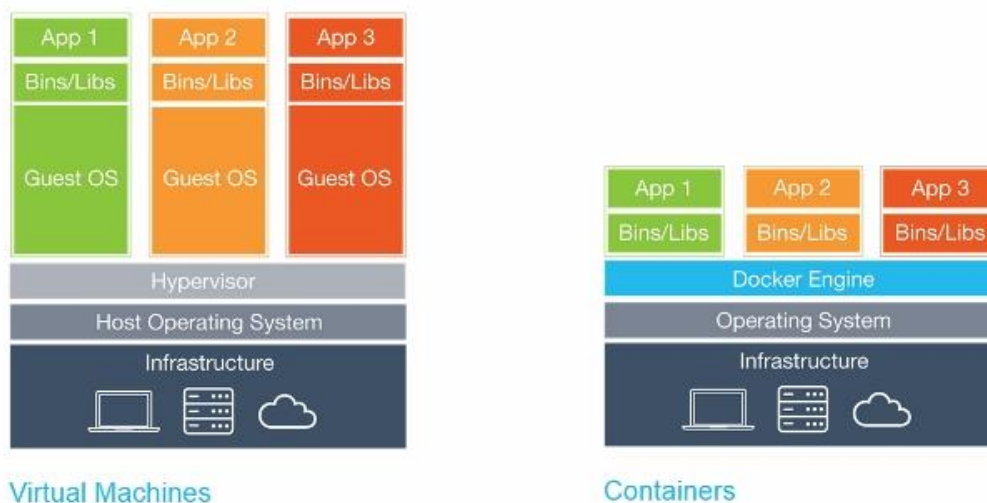 App 1
App 2
App 3
Bins/Libs
Bins/Libs
Bins/Libs
Guest OS
Guest OS
Guest OS
Hypervisor
Host Operating System
Infrastructure
Virtual Machines
App 1
App 2
App 3
Bins/Libs
Bins/Libs
Bins/Libs
Docker Engine
Operating System
Infrastructure
Containers